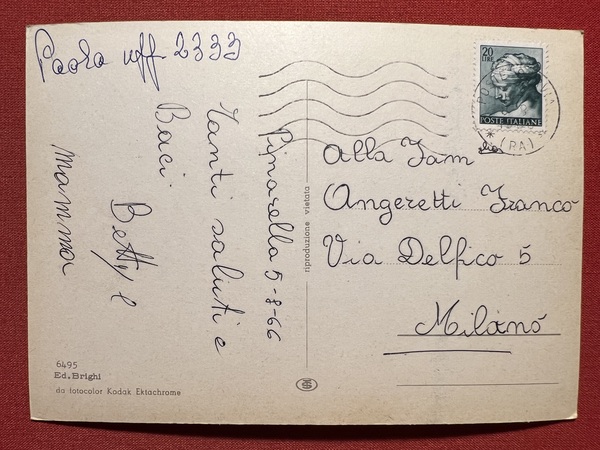 Paola uff 2333
Pinarella 5-8-66
Tanti saluti e
Baci
Betty e
mamma
20
LIRE
POSTE ITALIANE
(RA)
Alla Fam
Angeretti Franco
Via Delfico 5
Milano
riproduzione vietata
6495
Ed. Brighi
da fotocolor Kodak Ektachrome